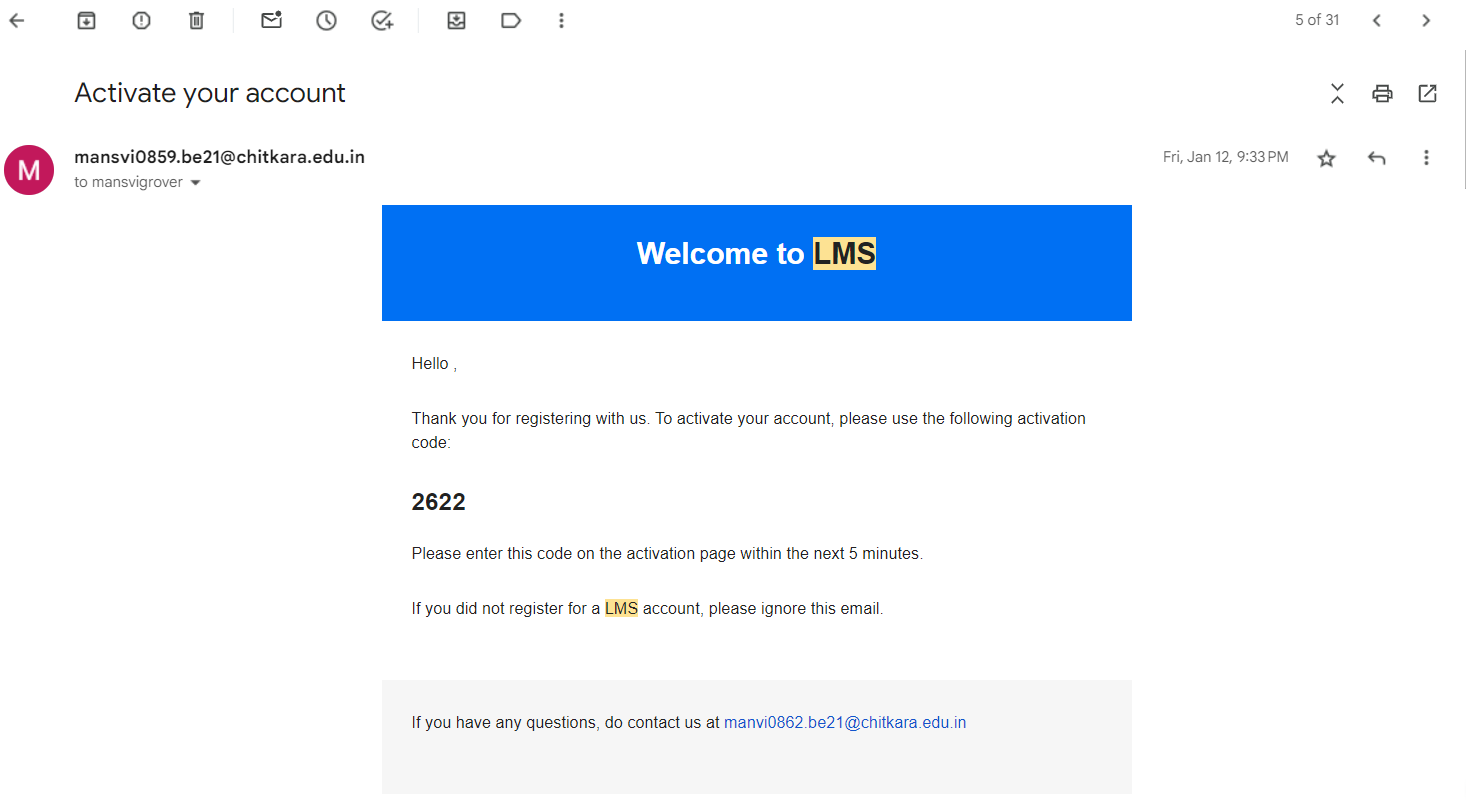 5 of 31
Activate your account
M
mansvi0859.be21@chitkara.edu.in
Fri, Jan 12, 9:33 PM
to mansvigrover
Welcome to LMS
Hello ,
Thank you for registering with us. To activate your account, please use the following activation
code:
2622
Please enter this code on the activation page within the next 5 minutes.
If you did not register for a LMS account, please ignore this email.
If you have any questions, do contact us at manvi0862.be21@chitkara.edu.in